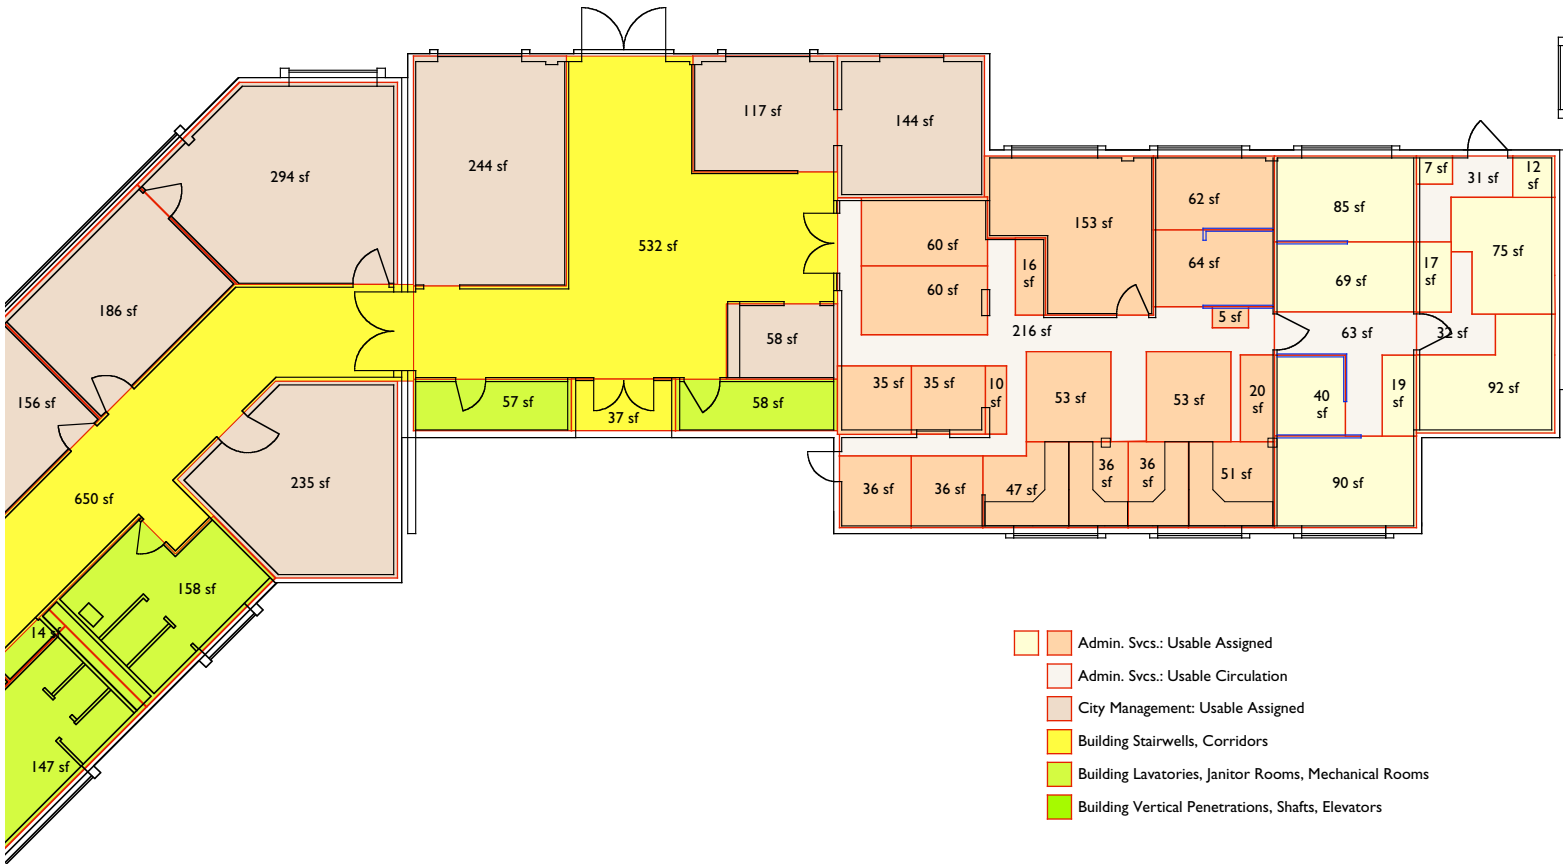 117 sf
144 sf
294 sf
244 sf
7 sf
31 sf
12
sf
62 sf
85 sf
153 sf
532 sf
60 sf
16
sf
64 sf
75 sf
17
sf
69 sf
60 sf
186 sf
5 sf
216 sf
63 sf
32 sf
58 sf
35 sf
35 sf
10
sf
53 sf
53 sf
20
sf
40
sf
19
sf
92 sf
156 sf
57 sf
37 sf
58 sf
235 sf
650 sf
36 sf
36 sf
47 sf
36
sf
36
sf
51 sf
90 sf
158 sf
14 sf
147 sf
Admin. Svcs.: Usable Assigned
Admin. Svcs.: Usable Circulation
City Management: Usable Assigned
Building Stairwells, Corridors
Building Lavatories, Janitor Rooms, Mechanical Rooms
Building Vertical Penetrations, Shafts, Elevators